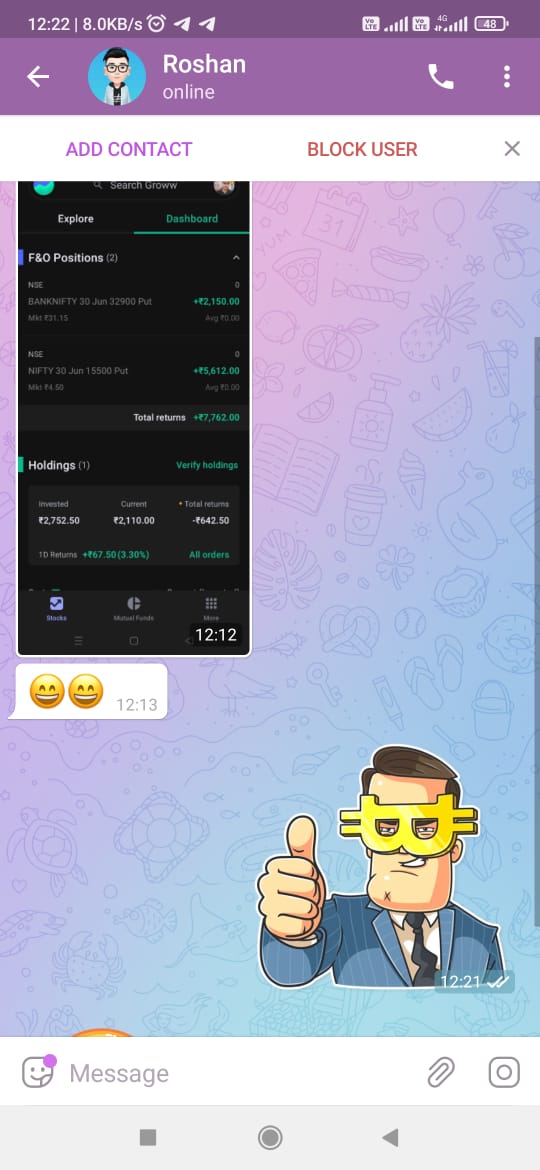 12:22 | 8.0KB/s
Vo LTE Vo LTE 4G 48
Roshan
online
ADD CONTACT BLOCK USER
Search Groww
Explore Dashboard
F&O Positions (2)
NSE 0
BANKNIFTY 30 Jun 32900 Put +₹2,150.00
Mkt ₹31.15 Avg ₹0.00
NSE 0
NIFTY 30 Jun 15500 Put +₹5,612.00
Mkt ₹4.50 Avg ₹0.00
Total returns +₹7,762.00
Holdings (1) Verify holdings
Invested Current Total returns
₹2,752.50 ₹2,110.00 -₹642.50
1D Returns +₹67.50 (3.30%) All orders
Stocks Mutual Funds More
12:12
12:13
12:21
Message